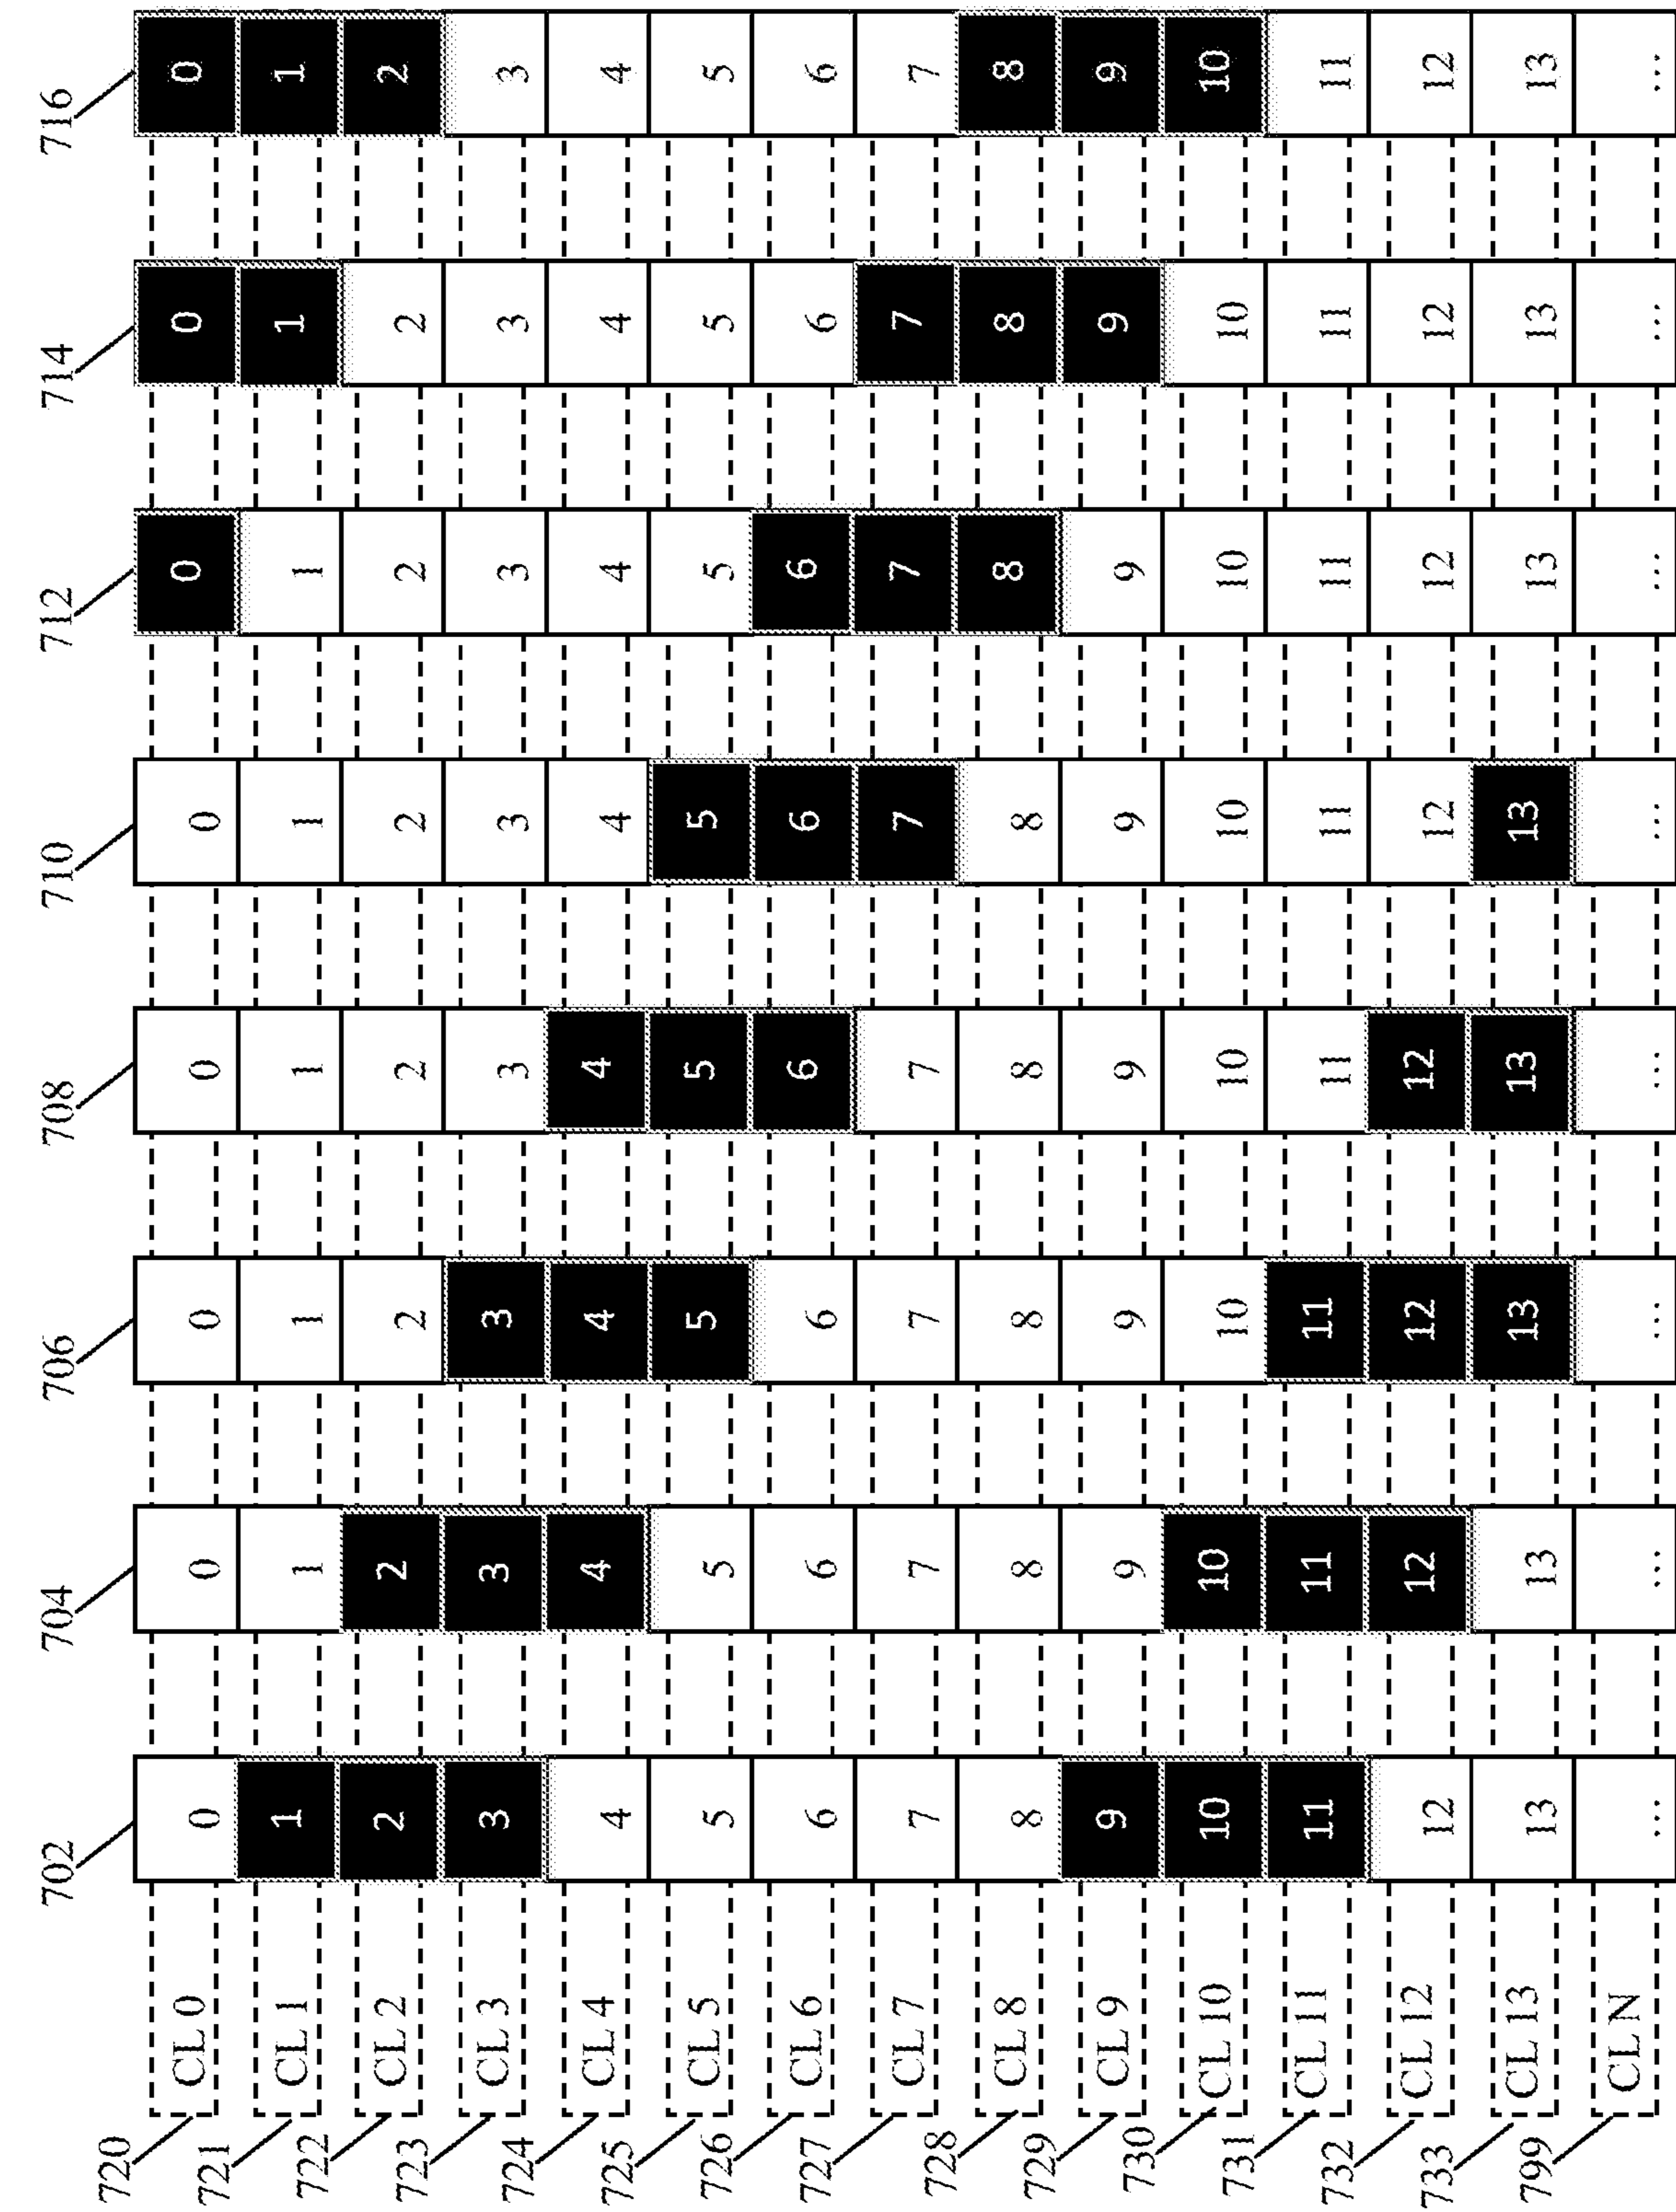 702 704 706 708 710 712 714 716
720 CL 0 0 0 0 0 0 0 0 0
721 CL 1 1 1 1 1 1 1 1 1
722 CL 2 2 2 2 2 2 2 2 2
723 CL 3 3 3 3 3 3 3 3 3
724 CL 4 4 4 4 4 4 4 4 4
725 CL 5 5 5 5 5 5 5 5 5
726 CL 6 6 6 6 6 6 6 6 6
727 CL 7 7 7 7 7 7 7 7 7
728 CL 8 8 8 8 8 8 8 8 8
729 CL 9 9 9 9 9 9 9 9 9
730 CL 10 10 10 10 10 10 10 10 10
731 CL 11 11 11 11 11 11 11 11 11
732 CL 12 12 12 12 12 12 12 12 12
733 CL 13 13 13 13 13 13 13 13 13
799 CL N ... ... ... ... ... ... ... ...